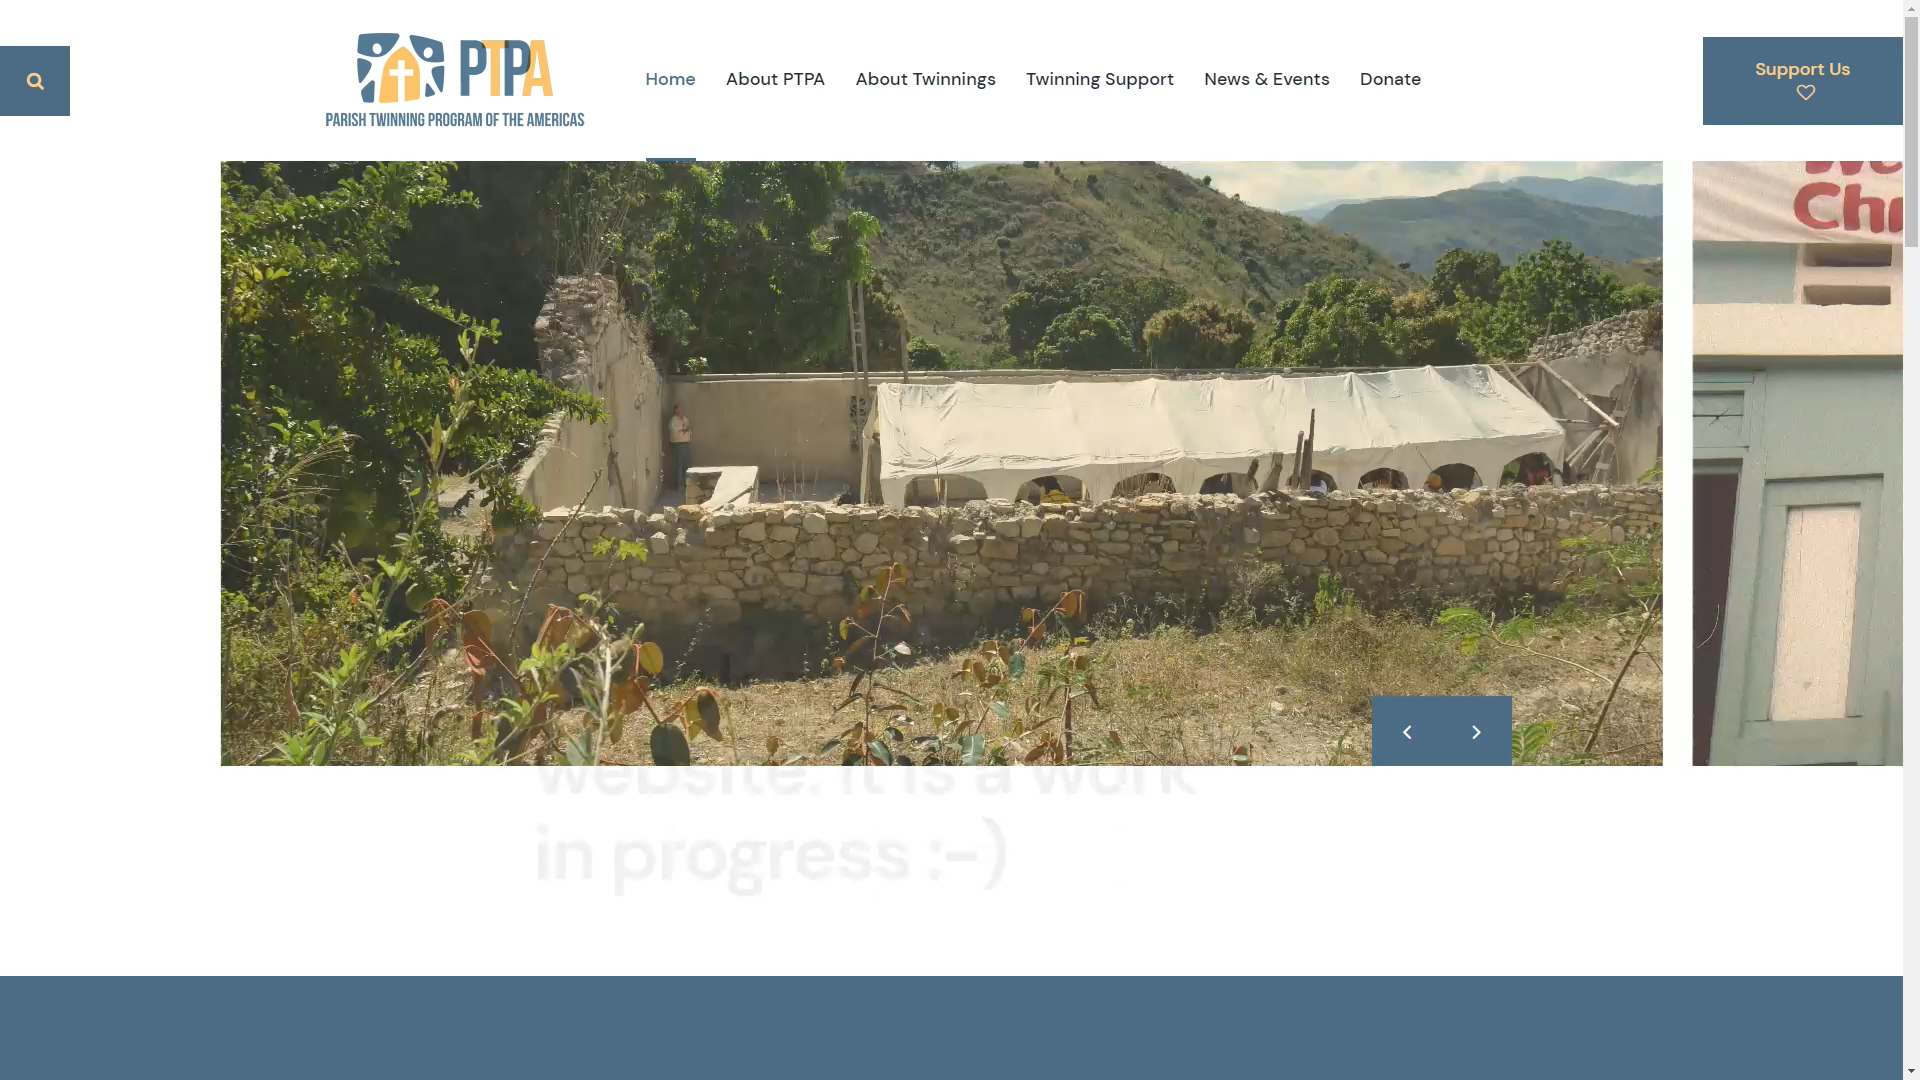 PTPA
PARISH TWINNING PROGRAM OF THE AMERICAS
Home
About PTPA
About Twinnings
Twinning Support
News & Events
Donate
Support Us
website. It is a work
in progress :-)